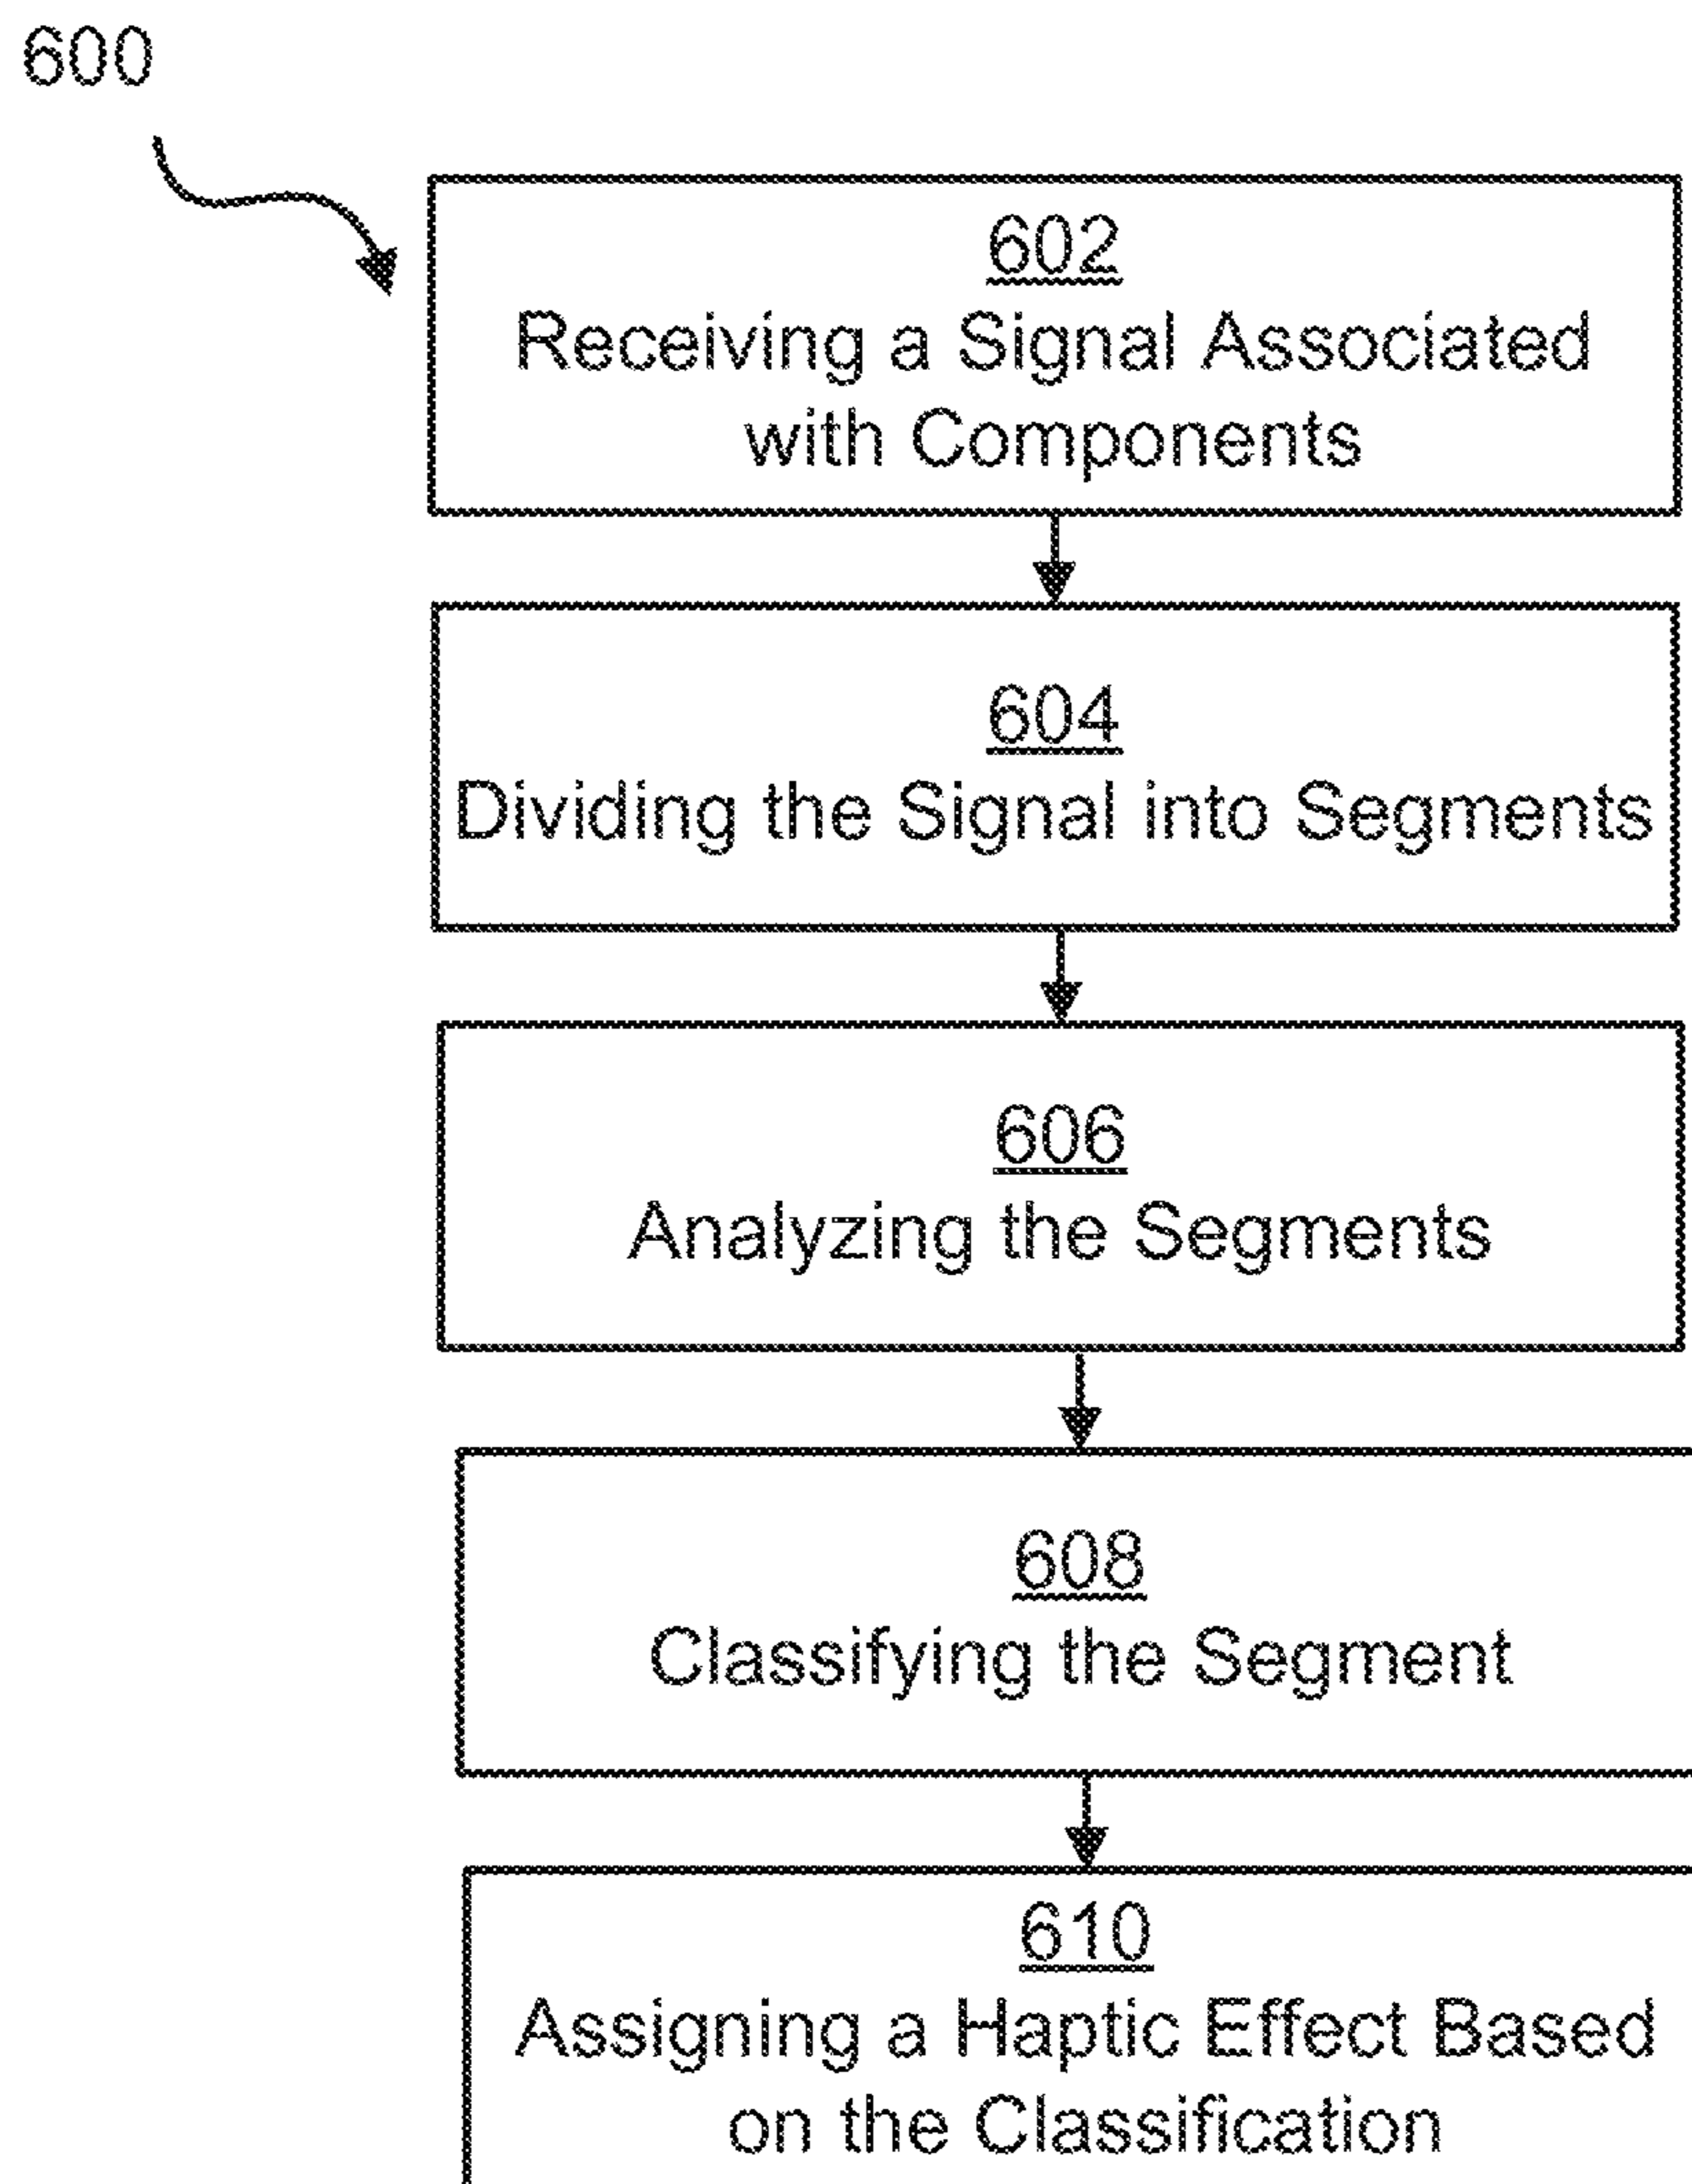 600
602
Receiving a Signal Associated
with Components
604
Dividing the Signal into Segments
606
Analyzing the Segments
608
Classifying the Segment
610
Assigning a Haptic Effect Based
on the Classification